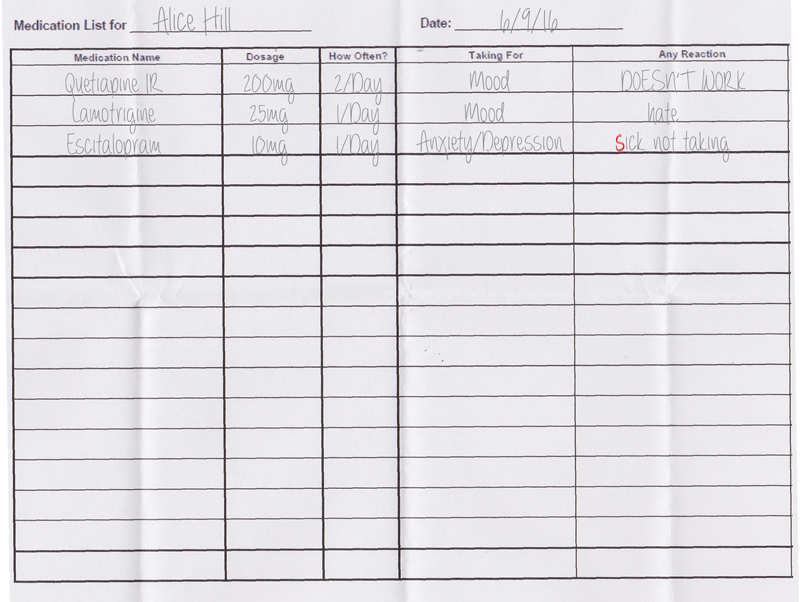 Medication List for Alice Hill Date: 6/9/16
Medication Name Dosage How Often? Taking For Any Reaction
Quetiapine IR 200mg 2/Day Mood DOESN'T WORK
Lamotrigine 25mg 1/Day Mood hate
Escitalopram 10mg 1/Day Anxiety/Depression sick not taking